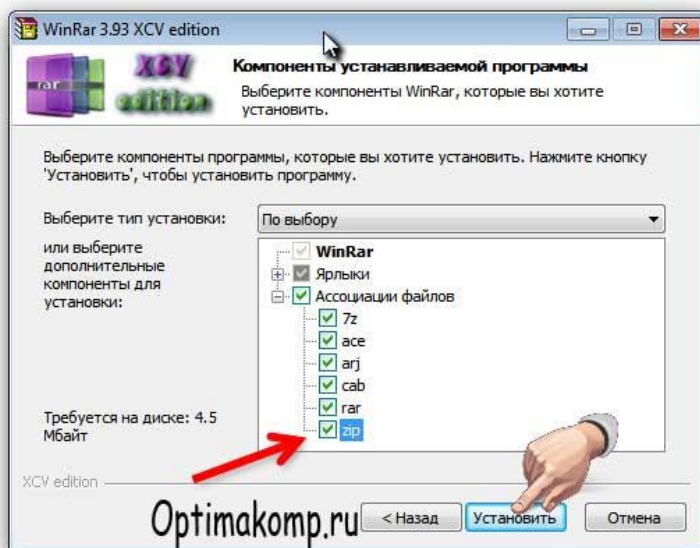 WinRar 3.93 XCV edition
XCV
edition
rar
Компоненты устанавливаемой программы
Выберите компоненты WinRar, которые вы хотите
установить.
Выберите компоненты программы, которые вы хотите установить. Нажмите кнопку
'Установить', чтобы установить программу.
Выберите тип установки:
По выбору
или выберите
дополнительные
компоненты для
установки:
WinRar
Ярлыки
Ассоциации файлов
7z
ace
arj
cab
rar
zip
Требуется на диске: 4.5
Мбайт
XCV edition
Optimakomp.ru
< Назад
Установить
Отмена